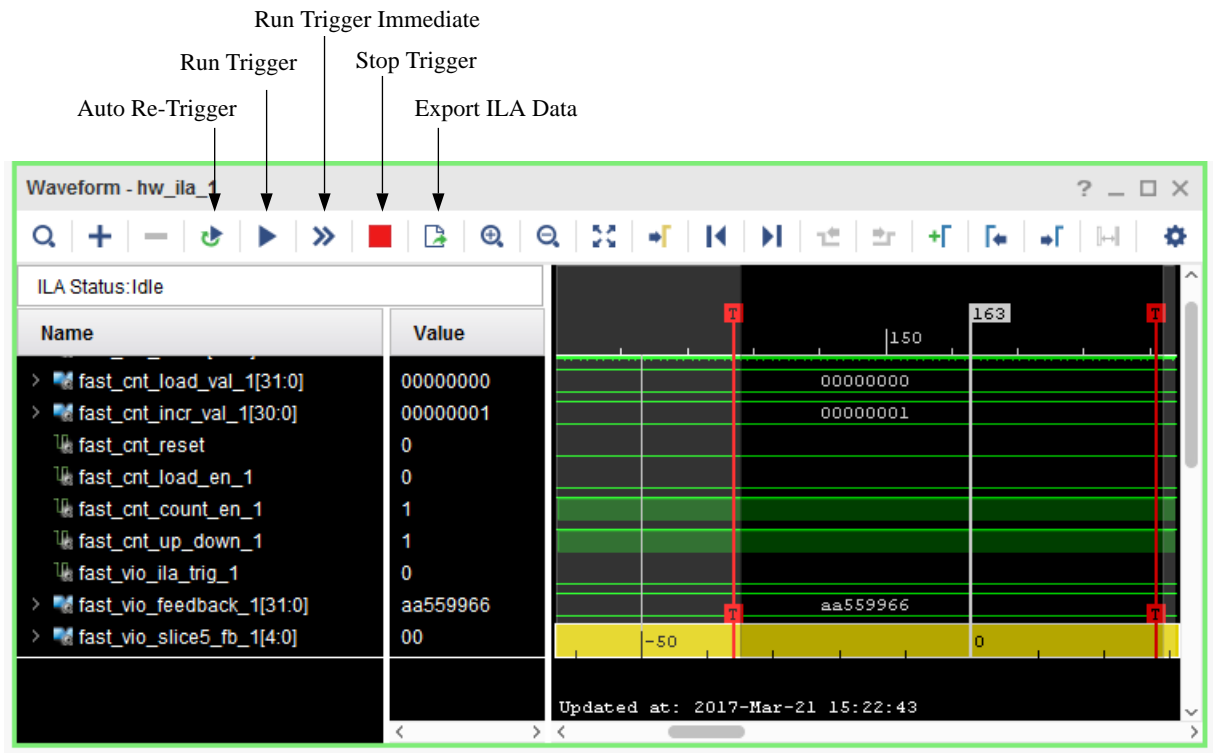 Run Trigger Immediate
Run Trigger
Stop Trigger
Auto Re-Trigger
Export ILA Data
Waveform - hw_ila_1
ILA Status:Idle
Name
Value
T
163
T
150
fast_cnt_load_val_1[31:0]
00000000
00000000
fast_cnt_incr_val_1[30:0]
00000001
00000001
fast_cnt_reset
0
fast_cnt_load_en_1
0
fast_cnt_count_en_1
1
fast_cnt_up_down_1
1
fast_vio_ila_trig_1
0
fast_vio_feedback_1[31:0]
aa559966
aa559966
T
T
fast_vio_slice5_fb_1[4:0]
00
-50
0
Updated at: 2017-Mar-21 15:22:43